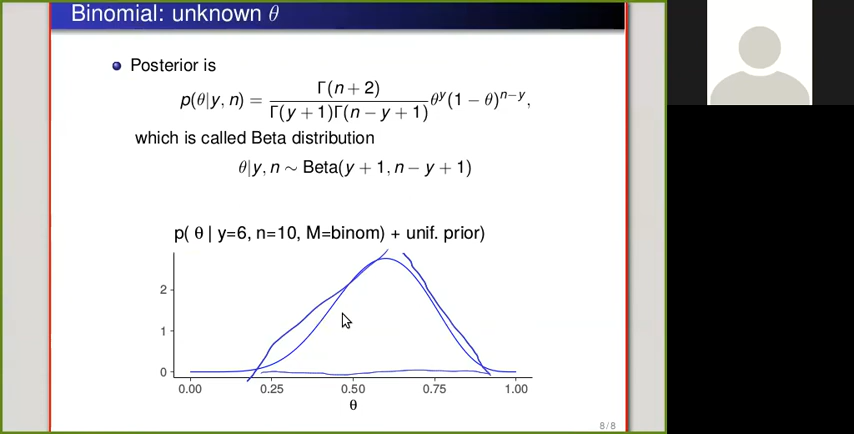 Binomial: unknown θ
Posterior is
p(θ|y, n) = Γ(n + 2) / Γ(y + 1)Γ(n − y + 1) θ^y (1 − θ)^{n−y},
which is called Beta distribution
θ|y, n ∼ Beta(y + 1, n − y + 1)
p( θ | y=6, n=10, M=binom) + unif. prior)
2
1
0
0.00 0.25 0.50 0.75 1.00
θ
8 / 8